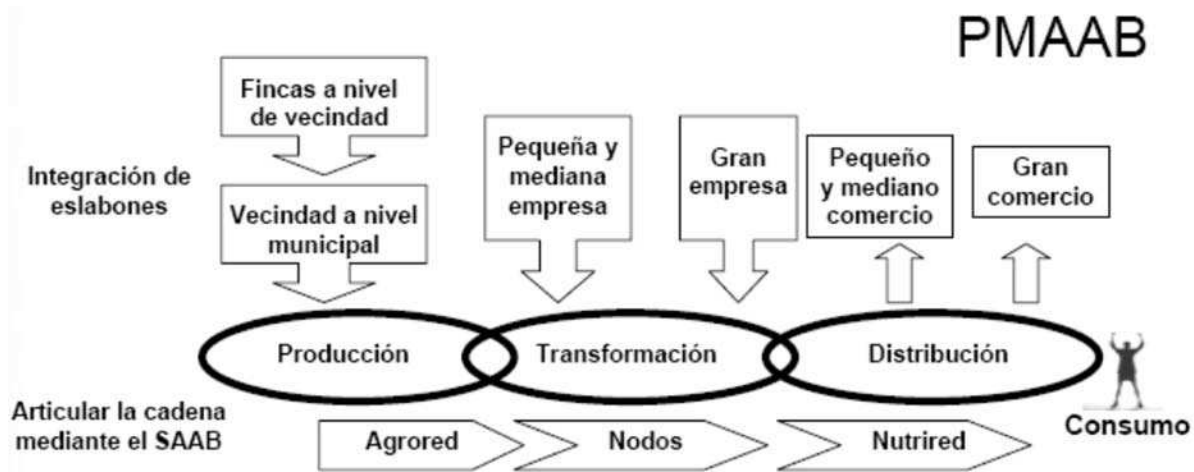 PMAAB
Fincas a nivel
de vecindad
Integración de
eslabones
Vecindad a nivel
municipal
Pequeña y
mediana
empresa
Gran
empresa
Pequeño
y mediano
comercio
Gran
comercio
Producción
Transformación
Distribución
Articular la cadena
mediante el SAAB
Agrored
Nodos
Nutrired
Consumo